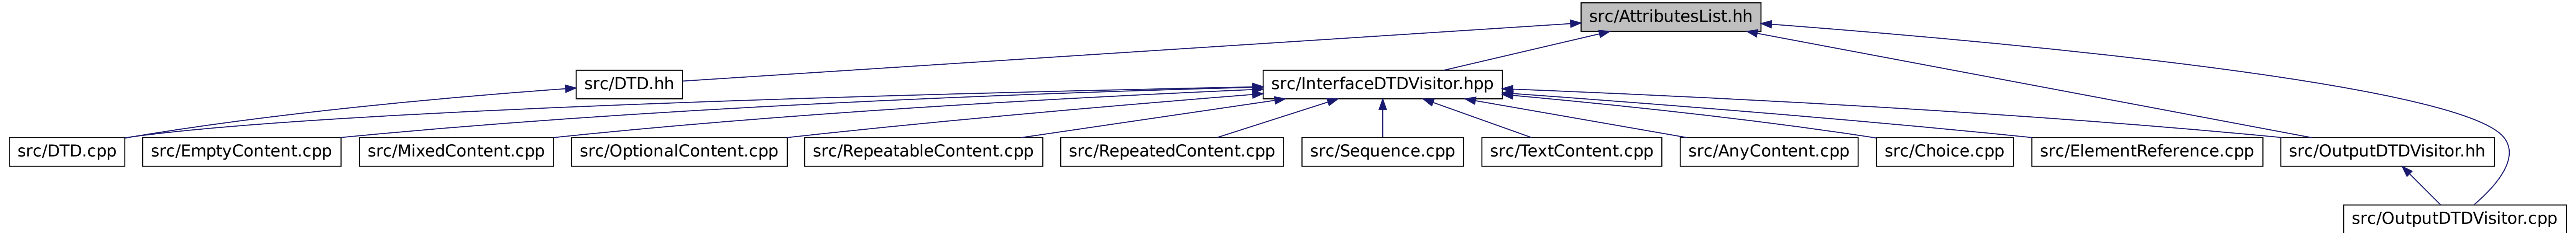 src/AttributesList.hh
src/DTD.hh
src/InterfaceDTDVisitor.hpp
src/DTD.cpp
src/EmptyContent.cpp
src/MixedContent.cpp
src/OptionalContent.cpp
src/RepeatableContent.cpp
src/RepeatedContent.cpp
src/Sequence.cpp
src/TextContent.cpp
src/AnyContent.cpp
src/Choice.cpp
src/ElementReference.cpp
src/OutputDTDVisitor.hh
src/OutputDTDVisitor.cpp